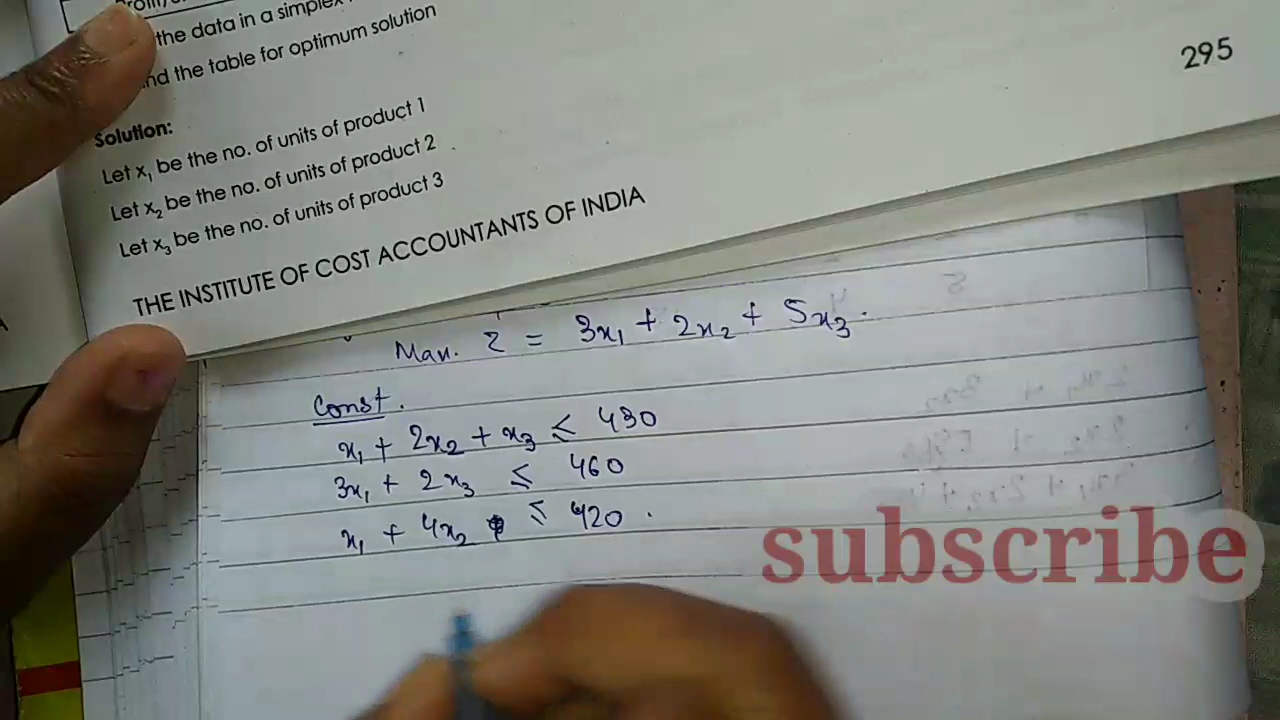 the data in a simplex
nd the table for optimum solution
295
Solution:
Let x₁ be the no. of units of product 1
Let x₂ be the no. of units of product 2
Let x₃ be the no. of units of product 3
THE INSTITUTE OF COST ACCOUNTANTS OF INDIA
Max. Z = 3x₁ + 2x₂ + 5x₃.
Const.
x₁ + 2x₂ + x₃ ≤ 430
3x₁ + 2x₃ ≤ 460
x₁ + 4x₂ ≤ 420.
subscribe